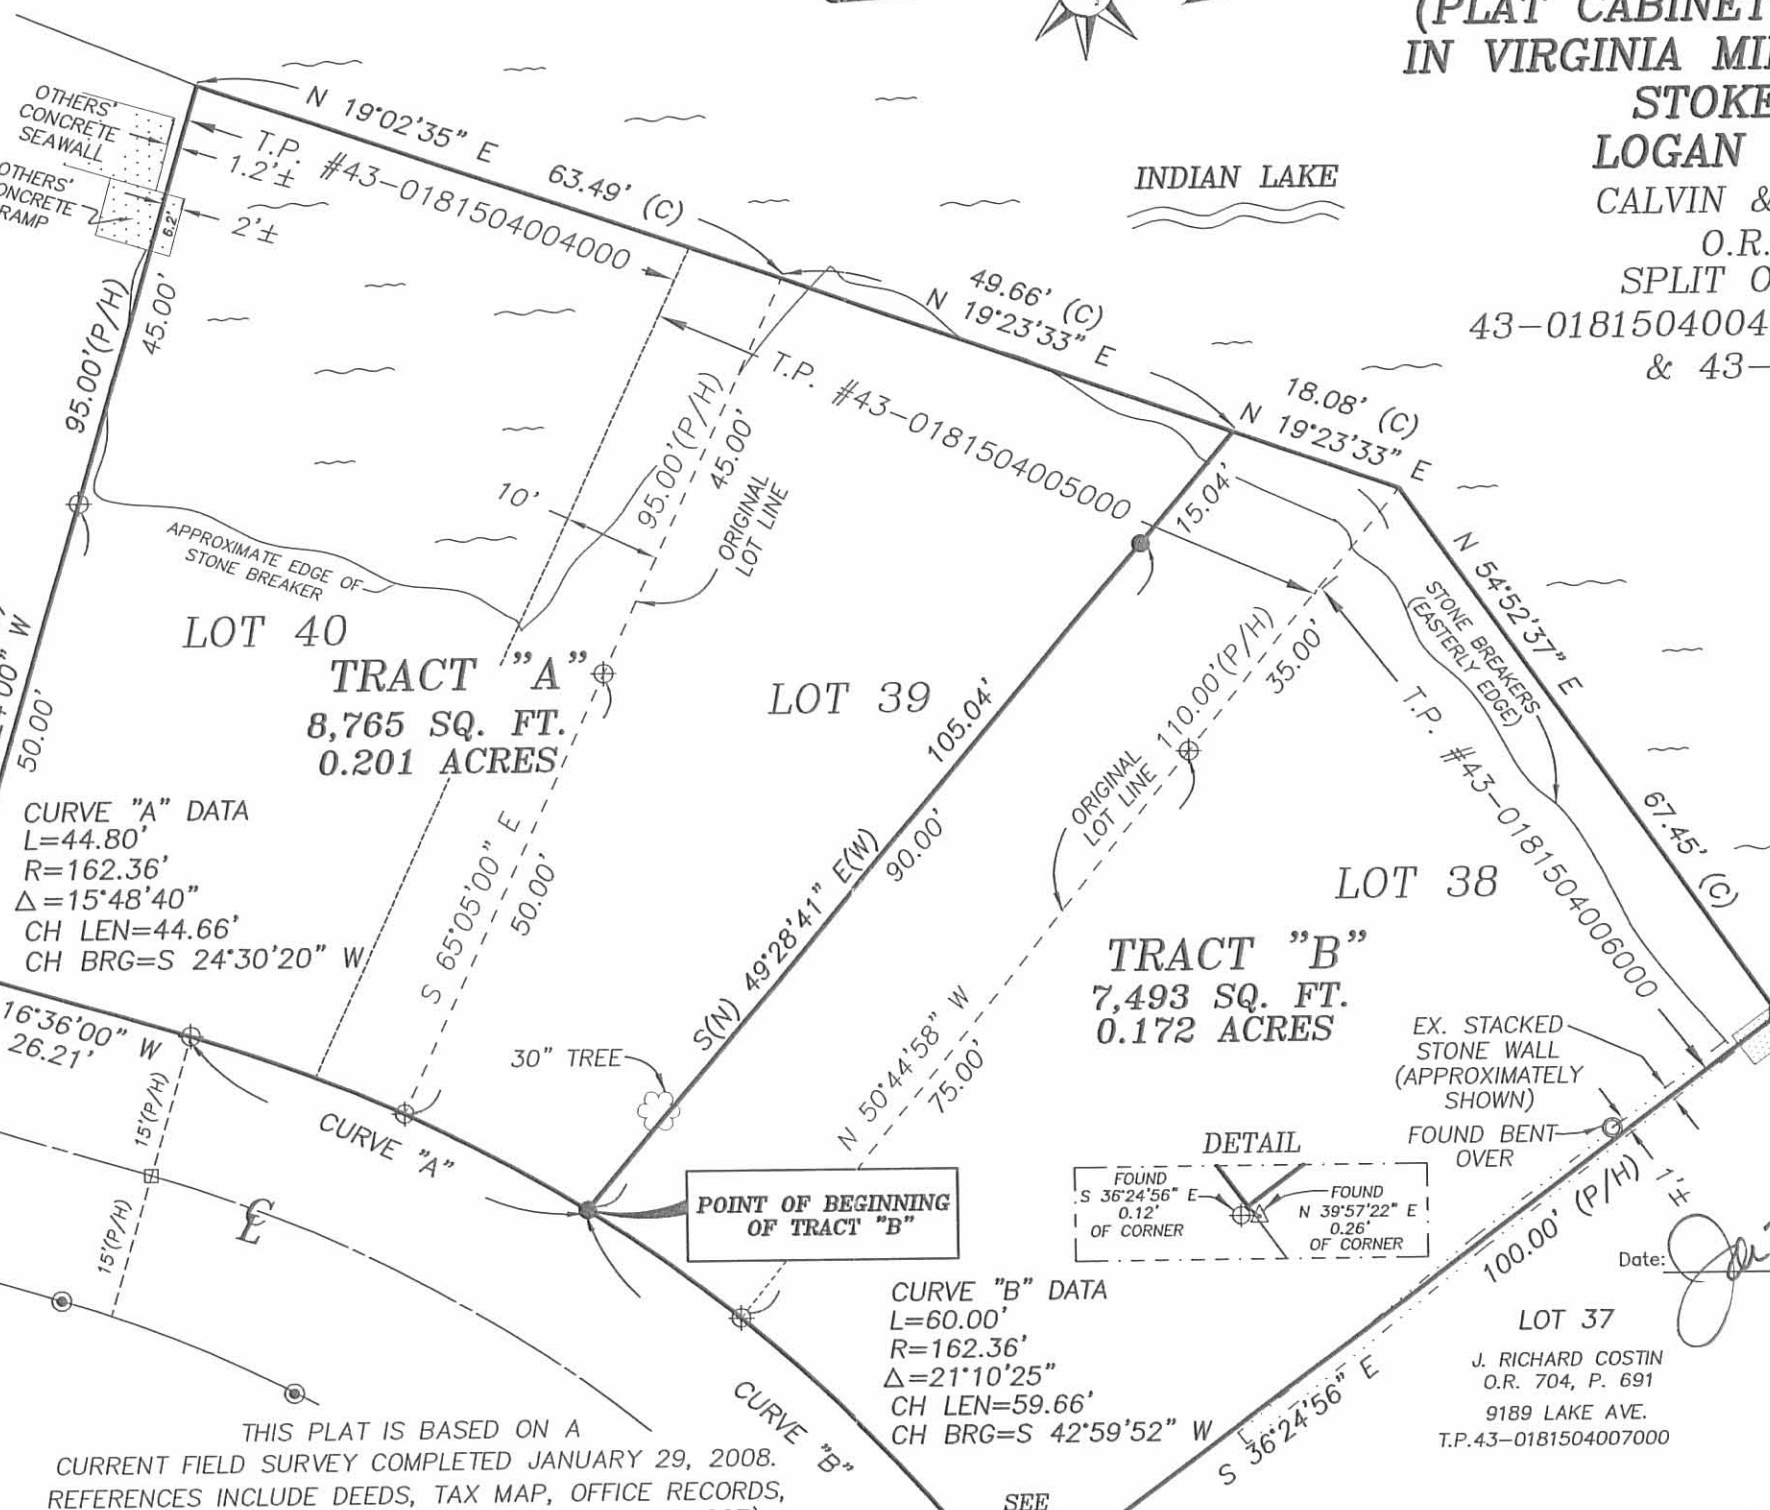 (PLAT CABINET
IN VIRGINIA
STOKE
LOGAN
CALVIN &
O.R.
SPLIT O
43-0181504004
& 43-
INDIAN LAKE
OTHERS'
CONCRETE
SEAWALL
OTHERS'
CONCRETE
RAMP
N 19°02'35" E 63.49' (C)
T.P. #43-0181504004000
1.2'±
2'±
6.2'
95.00'(P/H)
45.00'
49.66' (C)
N 19°23'33" E
18.08' (C)
N 19°23'33" E
T.P. #43-0181504005000
95.00'(P/H)
45.00'
10'
ORIGINAL
LOT LINE
15.04'
N 54°52'37" E
67.45' (C)
STONE BREAKERS
(EASTERLY EDGE)
T.P. #43-0181504006000
APPROXIMATE EDGE OF
STONE BREAKER
LOT 40
TRACT "A"
8,765 SQ. FT.
0.201 ACRES
LOT 39
110.00'(P/H)
35.00'
105.04'
ORIGINAL
LOT LINE
W
50.00'
CURVE "A" DATA
L=44.80'
R=162.36'
Δ=15°48'40"
CH LEN=44.66'
CH BRG=S 24°30'20" W
S 65°05'00" E
50.00'
S(N) 49°28'41" E(W)
90.00'
LOT 38
TRACT "B"
7,493 SQ. FT.
0.172 ACRES
N 50°44'58" W
75.00'
16°36'00" W
26.21'
30" TREE
EX. STACKED
STONE WALL
(APPROXIMATELY
SHOWN)
FOUND BENT
OVER
15'(P/H)
15'(P/H)
CURVE "A"
CL
POINT OF BEGINNING
OF TRACT "B"
DETAIL
FOUND
S 36°24'56" E
0.12'
OF CORNER
FOUND
N 39°57'22" E
0.26'
OF CORNER
1'±
100.00' (P/H)
S 36°24'56" E
Date:
CURVE "B" DATA
L=60.00'
R=162.36'
Δ=21°10'25"
CH LEN=59.66'
CH BRG=S 42°59'52" W
CURVE "B"
LOT 37
J. RICHARD COSTIN
O.R. 704, P. 691
9189 LAKE AVE.
T.P.43-0181504007000
THIS PLAT IS BASED ON A
CURRENT FIELD SURVEY COMPLETED JANUARY 29, 2008.
REFERENCES INCLUDE DEEDS, TAX MAP, OFFICE RECORDS,
SEE